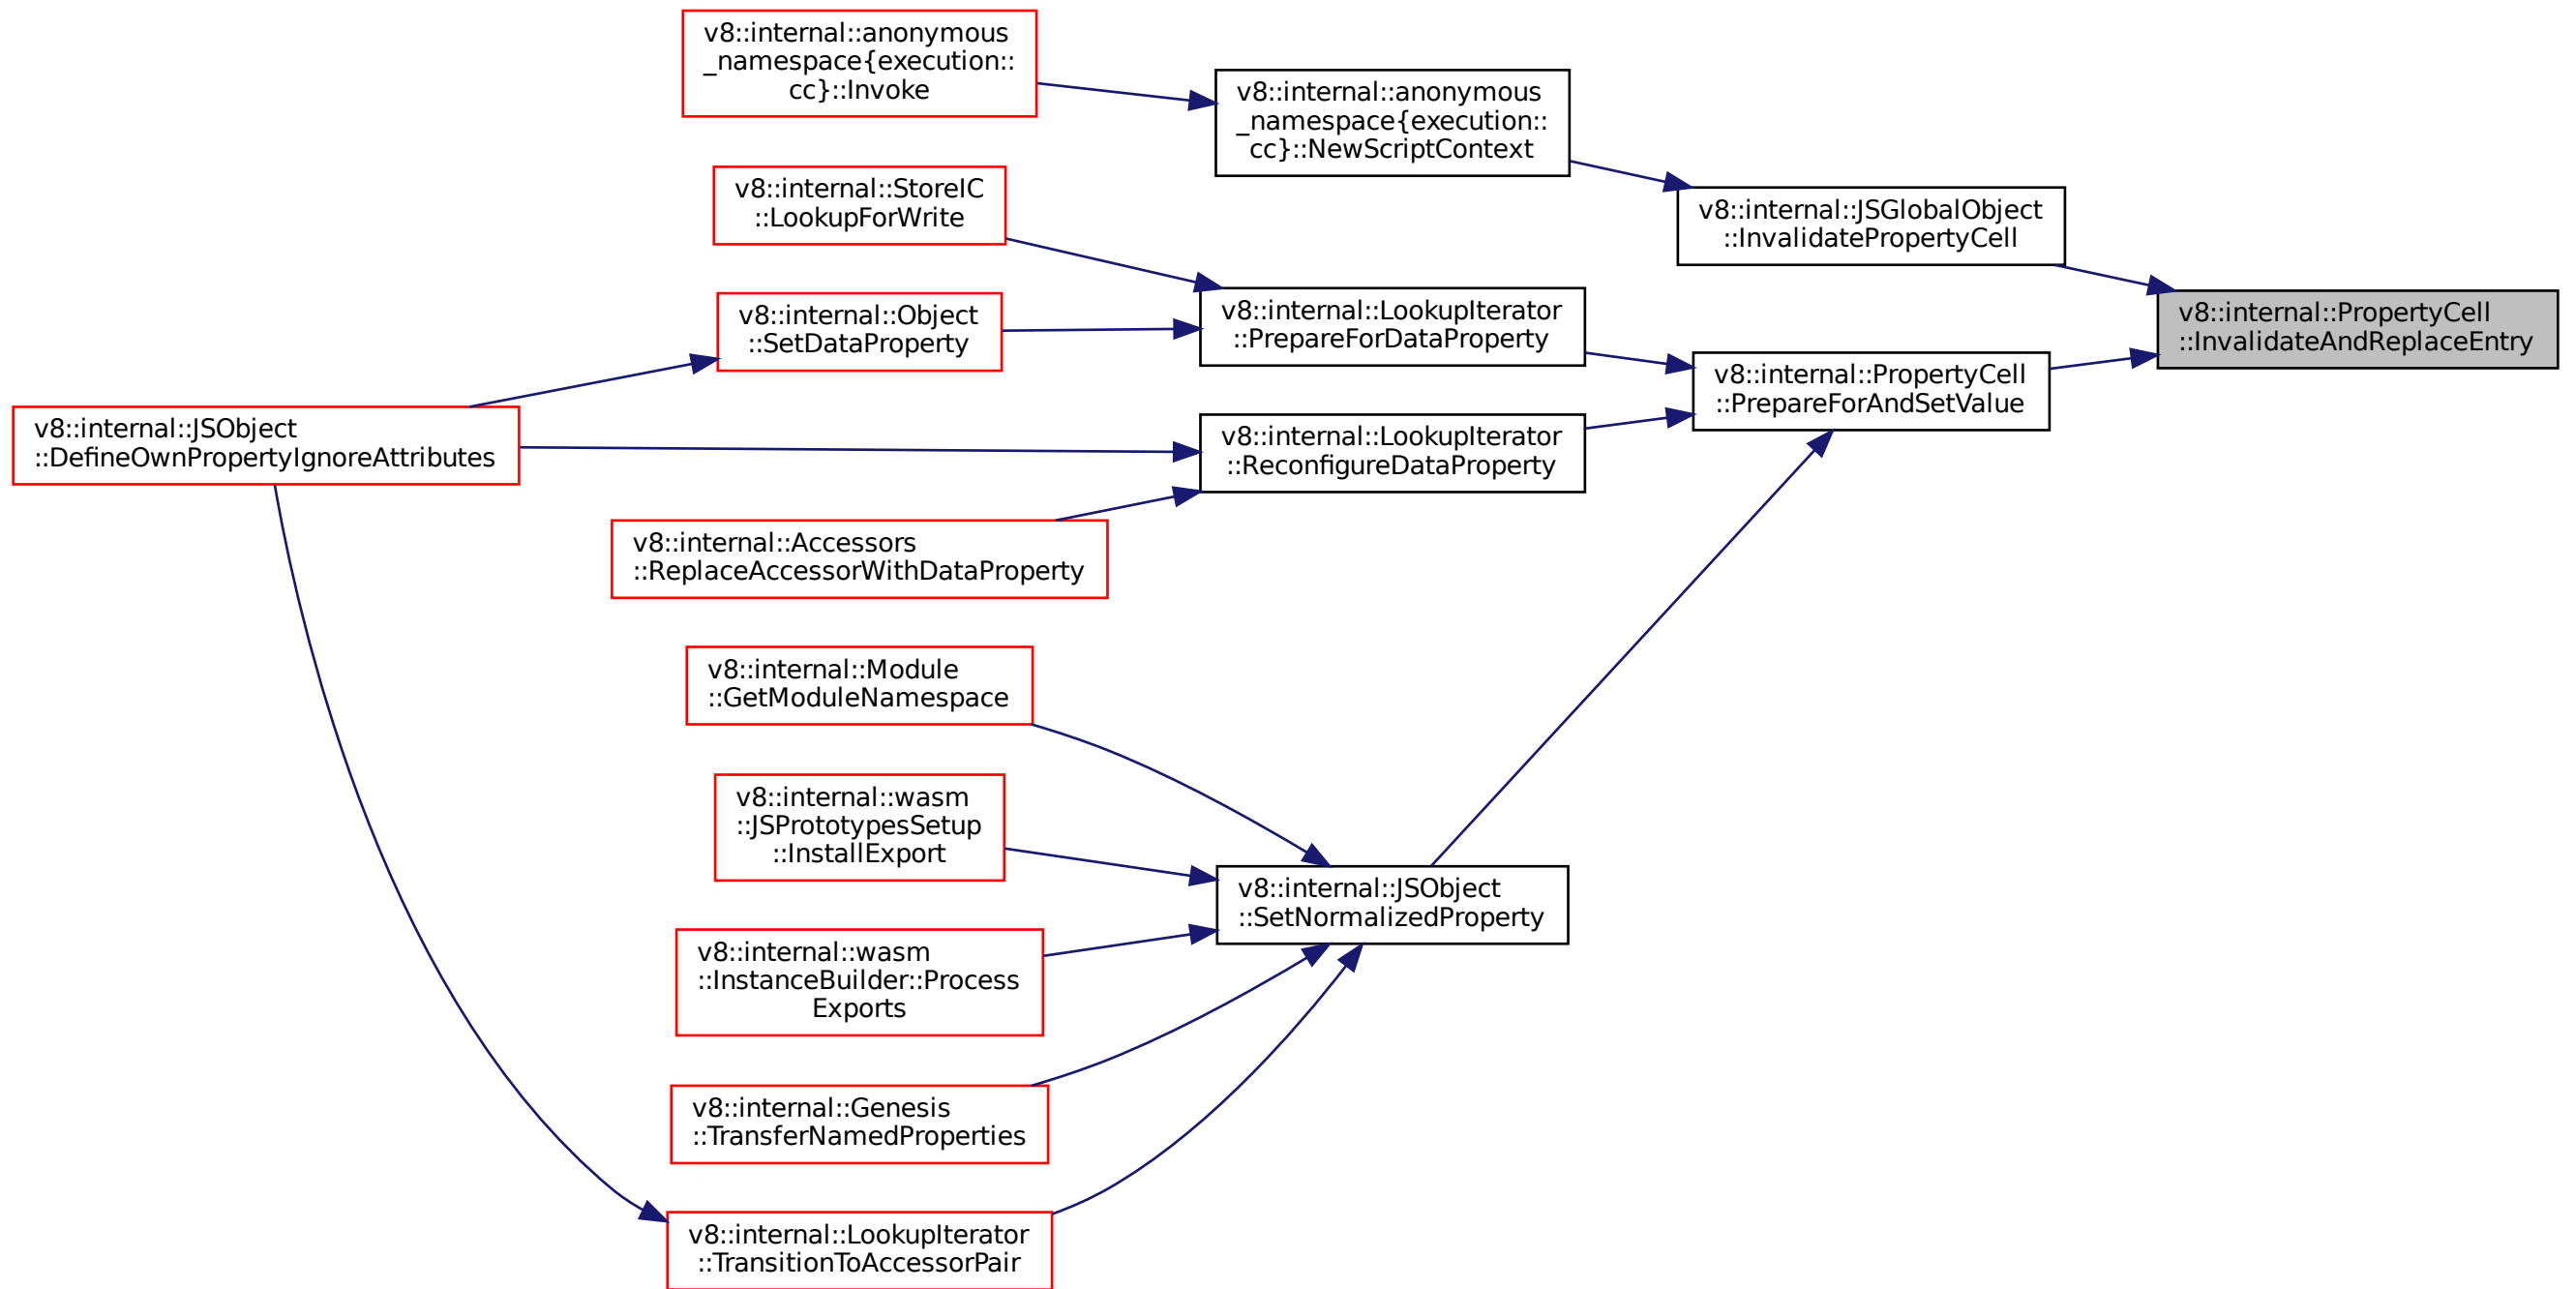 v8::internal::anonymous
_namespace{execution::
cc}::Invoke
v8::internal::anonymous
_namespace{execution::
cc}::NewScriptContext
v8::internal::StoreIC
::LookupForWrite
v8::internal::JSGlobalObject
::InvalidatePropertyCell
v8::internal::Object
::SetDataProperty
v8::internal::LookupIterator
::PrepareForDataProperty
v8::internal::PropertyCell
::InvalidateAndReplaceEntry
v8::internal::PropertyCell
::PrepareForAndSetValue
v8::internal::JSObject
::DefineOwnPropertyIgnoreAttributes
v8::internal::LookupIterator
::ReconfigureDataProperty
v8::internal::Accessors
::ReplaceAccessorWithDataProperty
v8::internal::Module
::GetModuleNamespace
v8::internal::wasm
::JSPrototypesSetup
::InstallExport
v8::internal::JSObject
::SetNormalizedProperty
v8::internal::wasm
::InstanceBuilder::Process
Exports
v8::internal::Genesis
::TransferNamedProperties
v8::internal::LookupIterator
::TransitionToAccessorPair